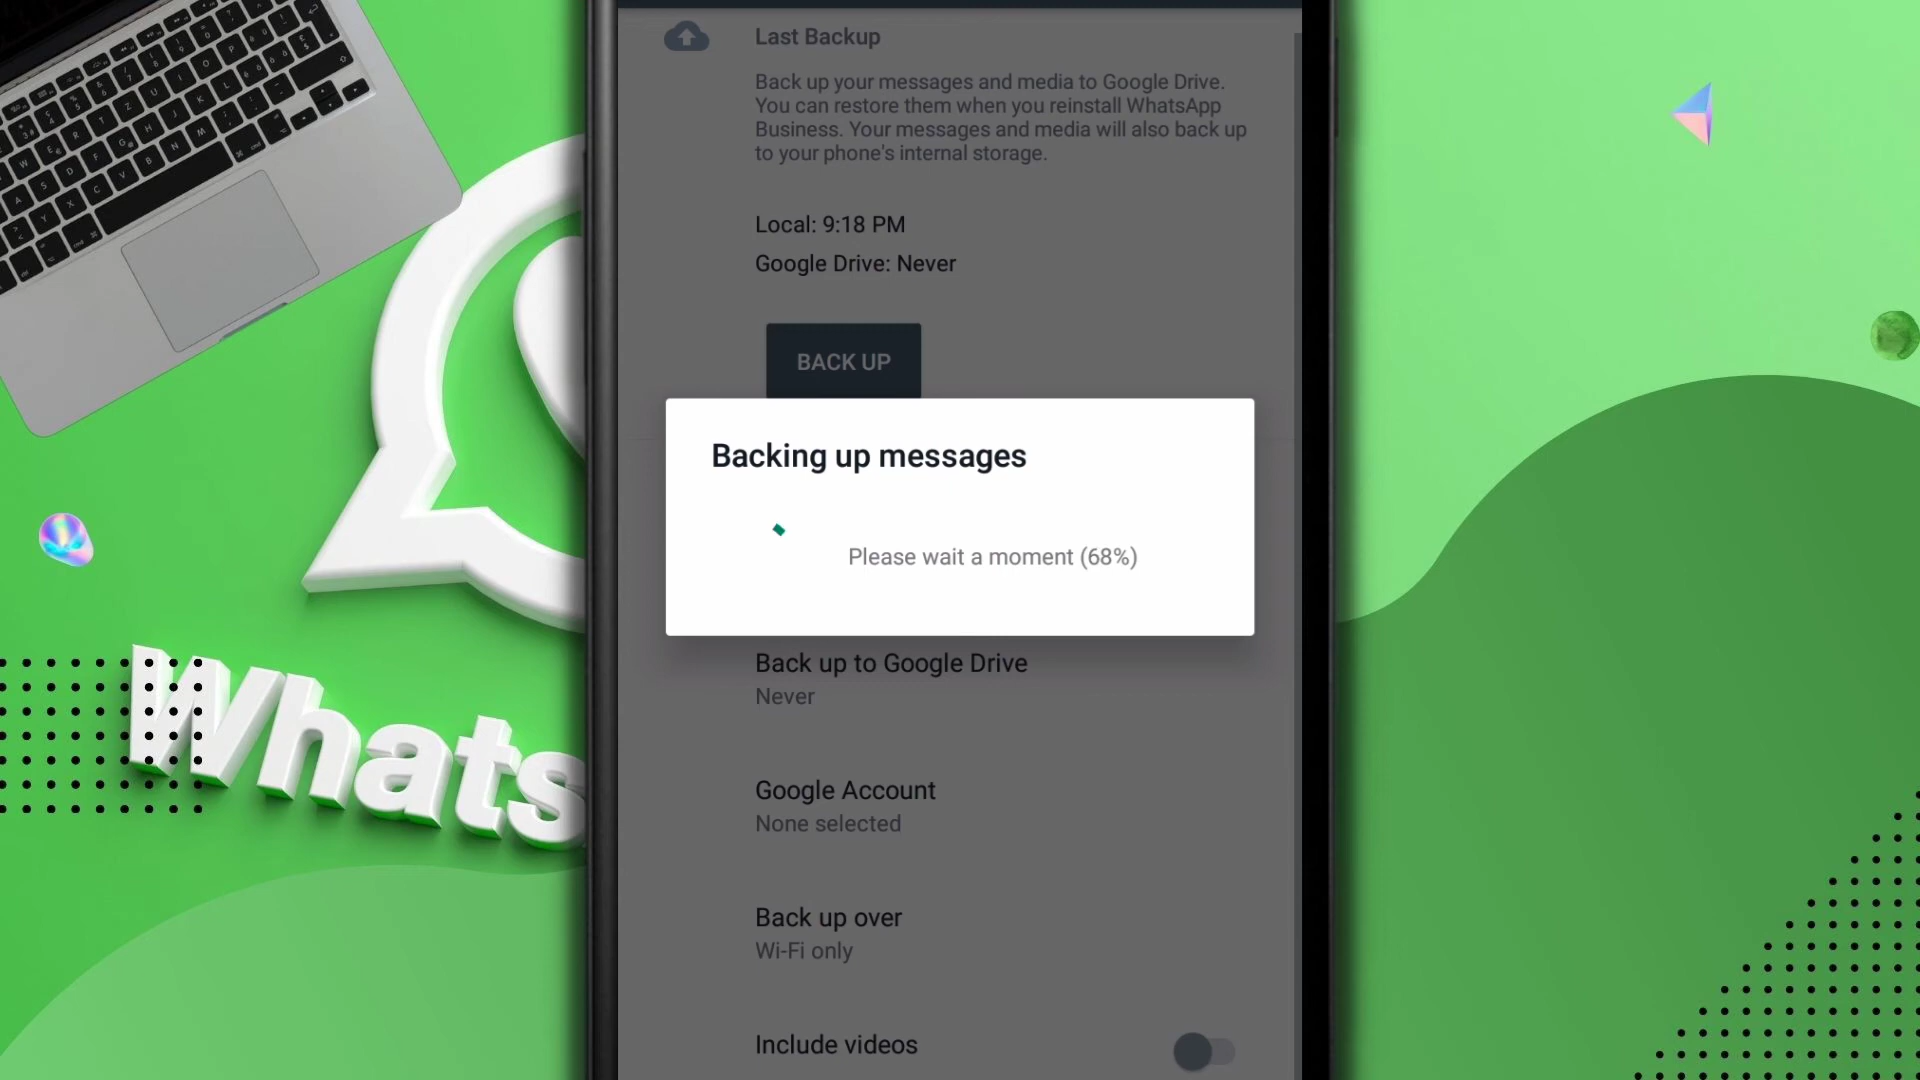 Last Backup
Back up your messages and media to Google Drive.
You can restore them when you reinstall WhatsApp
Business. Your messages and media will also back up
to your phone's internal storage.
Local: 9:18 PM
Google Drive: Never
BACK UP
Backing up messages
Please wait a moment (68%)
Back up to Google Drive
Never
Google Account
None selected
Back up over
Wi-Fi only
Include videos
Whats